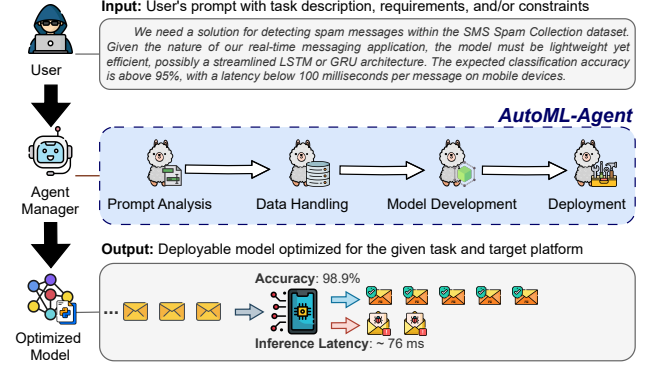 Input: User's prompt with task description, requirements, and/or constraints
We need a solution for detecting spam messages within the SMS Spam Collection dataset.
Given the nature of our real-time messaging application, the model must be lightweight yet
efficient, possibly a streamlined LSTM or GRU architecture. The expected classification accuracy
is above 95%, with a latency below 100 milliseconds per message on mobile devices.
User
AutoML-Agent
Agent
Manager
Prompt Analysis
Data Handling
Model Development
Deployment
Output: Deployable model optimized for the given task and target platform
Accuracy: 98.9%
...
Inference Latency: ~ 76 ms
Optimized
Model